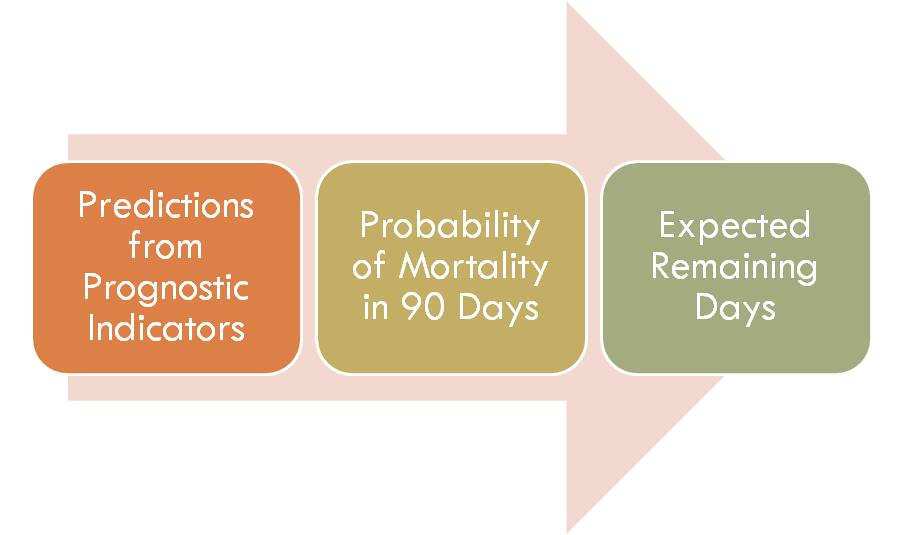 Predictions
from
Prognostic
Indicators
Probability
of Mortality
in 90 Days
Expected
Remaining
Days